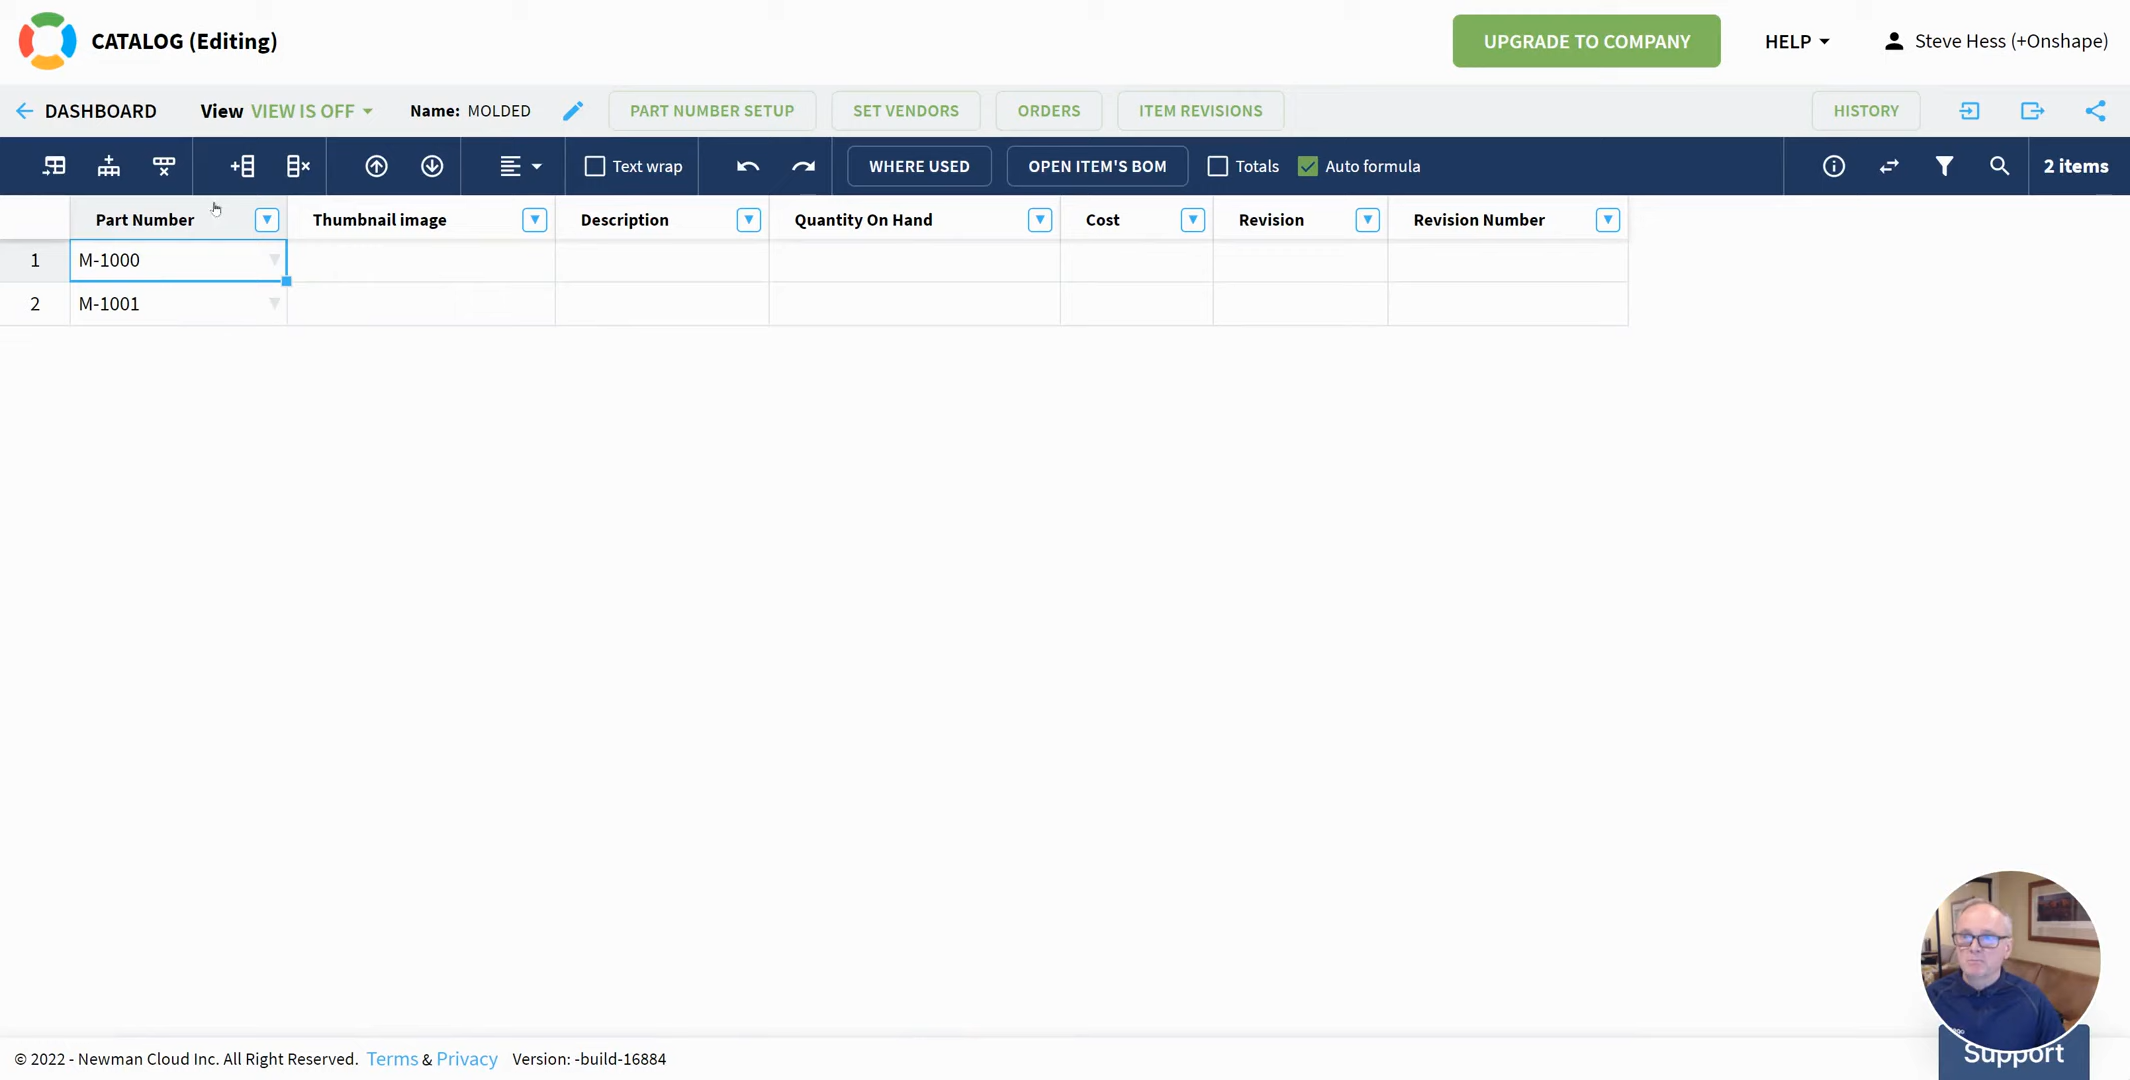 CATALOG (Editing)
UPGRADE TO COMPANY
HELP
Steve Hess (+Onshape)
DASHBOARD
View VIEW IS OFF
Name: MOLDED
PART NUMBER SETUP
SET VENDORS
ORDERS
ITEM REVISIONS
HISTORY
Text wrap
WHERE USED
OPEN ITEM'S BOM
Totals
Auto formula
2 items
Part Number
Thumbnail image
Description
Quantity On Hand
Cost
Revision
Revision Number
1 M-1000
2 M-1001
© 2022 - Newman Cloud Inc. All Right Reserved. Terms & Privacy Version: -build-16884
Support